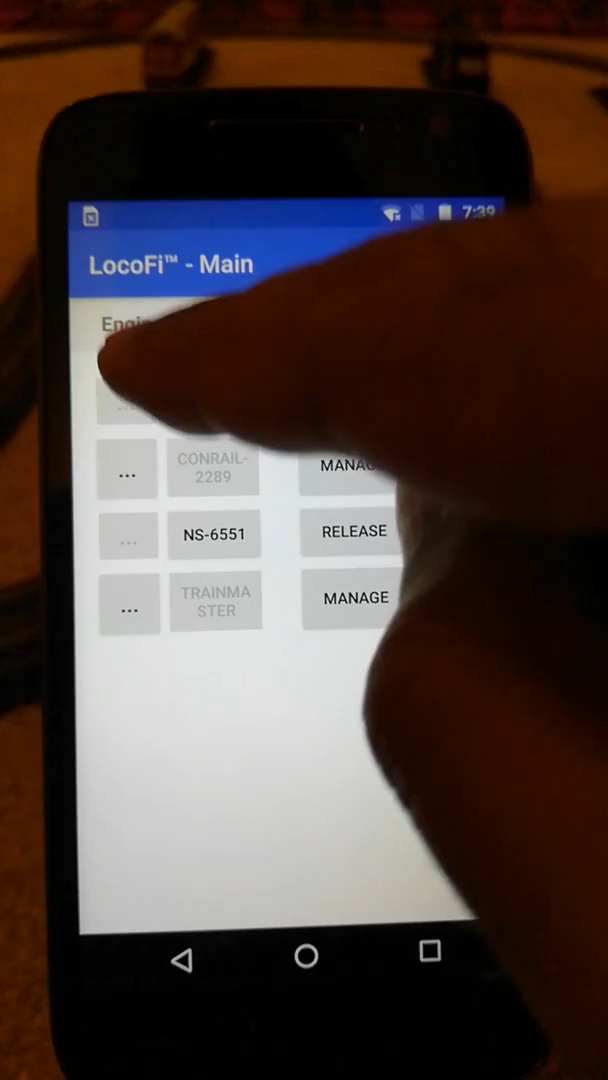 7:39
LocoFi™ - Main
...
... CONRAIL-
2289
... NS-6551 RELEASE
... TRAINMA
STER MANAGE